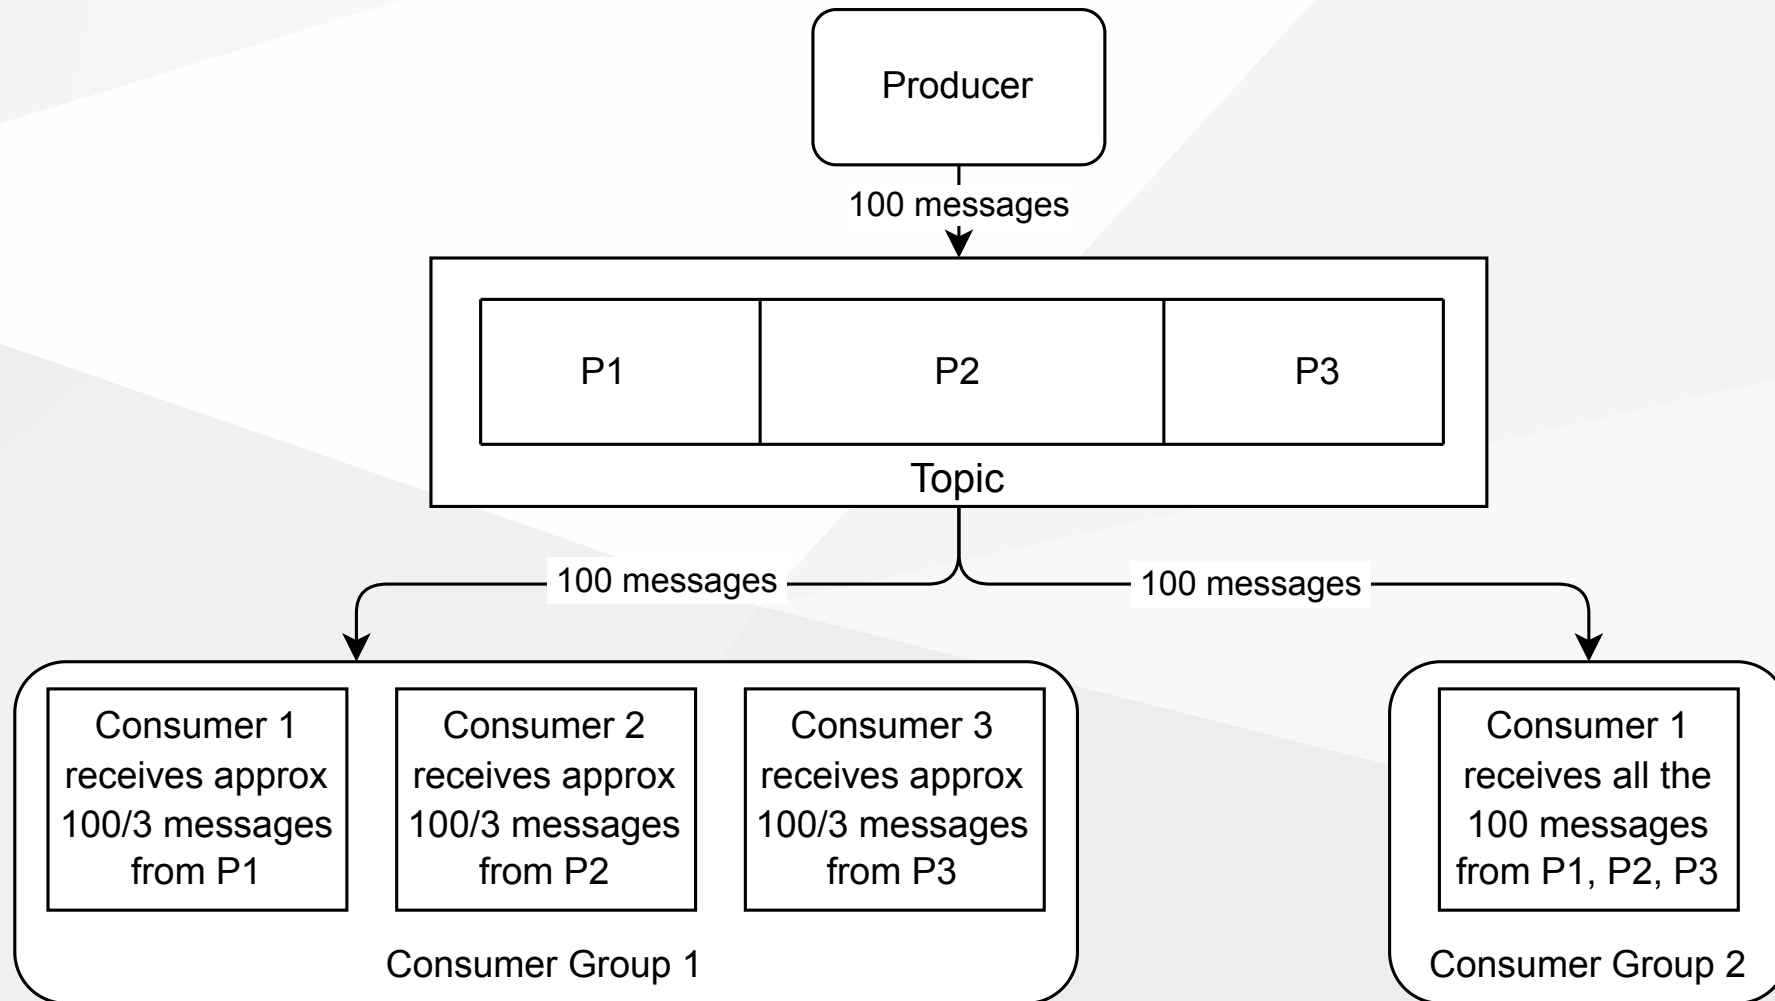 Producer
100 messages
P1
P2
P3
Topic
100 messages
100 messages
Consumer 1
receives approx
100/3 messages
from P1
Consumer 2
receives approx
100/3 messages
from P2
Consumer 3
receives approx
100/3 messages
from P3
Consumer Group 1
Consumer 1
receives all the
100 messages
from P1, P2, P3
Consumer Group 2